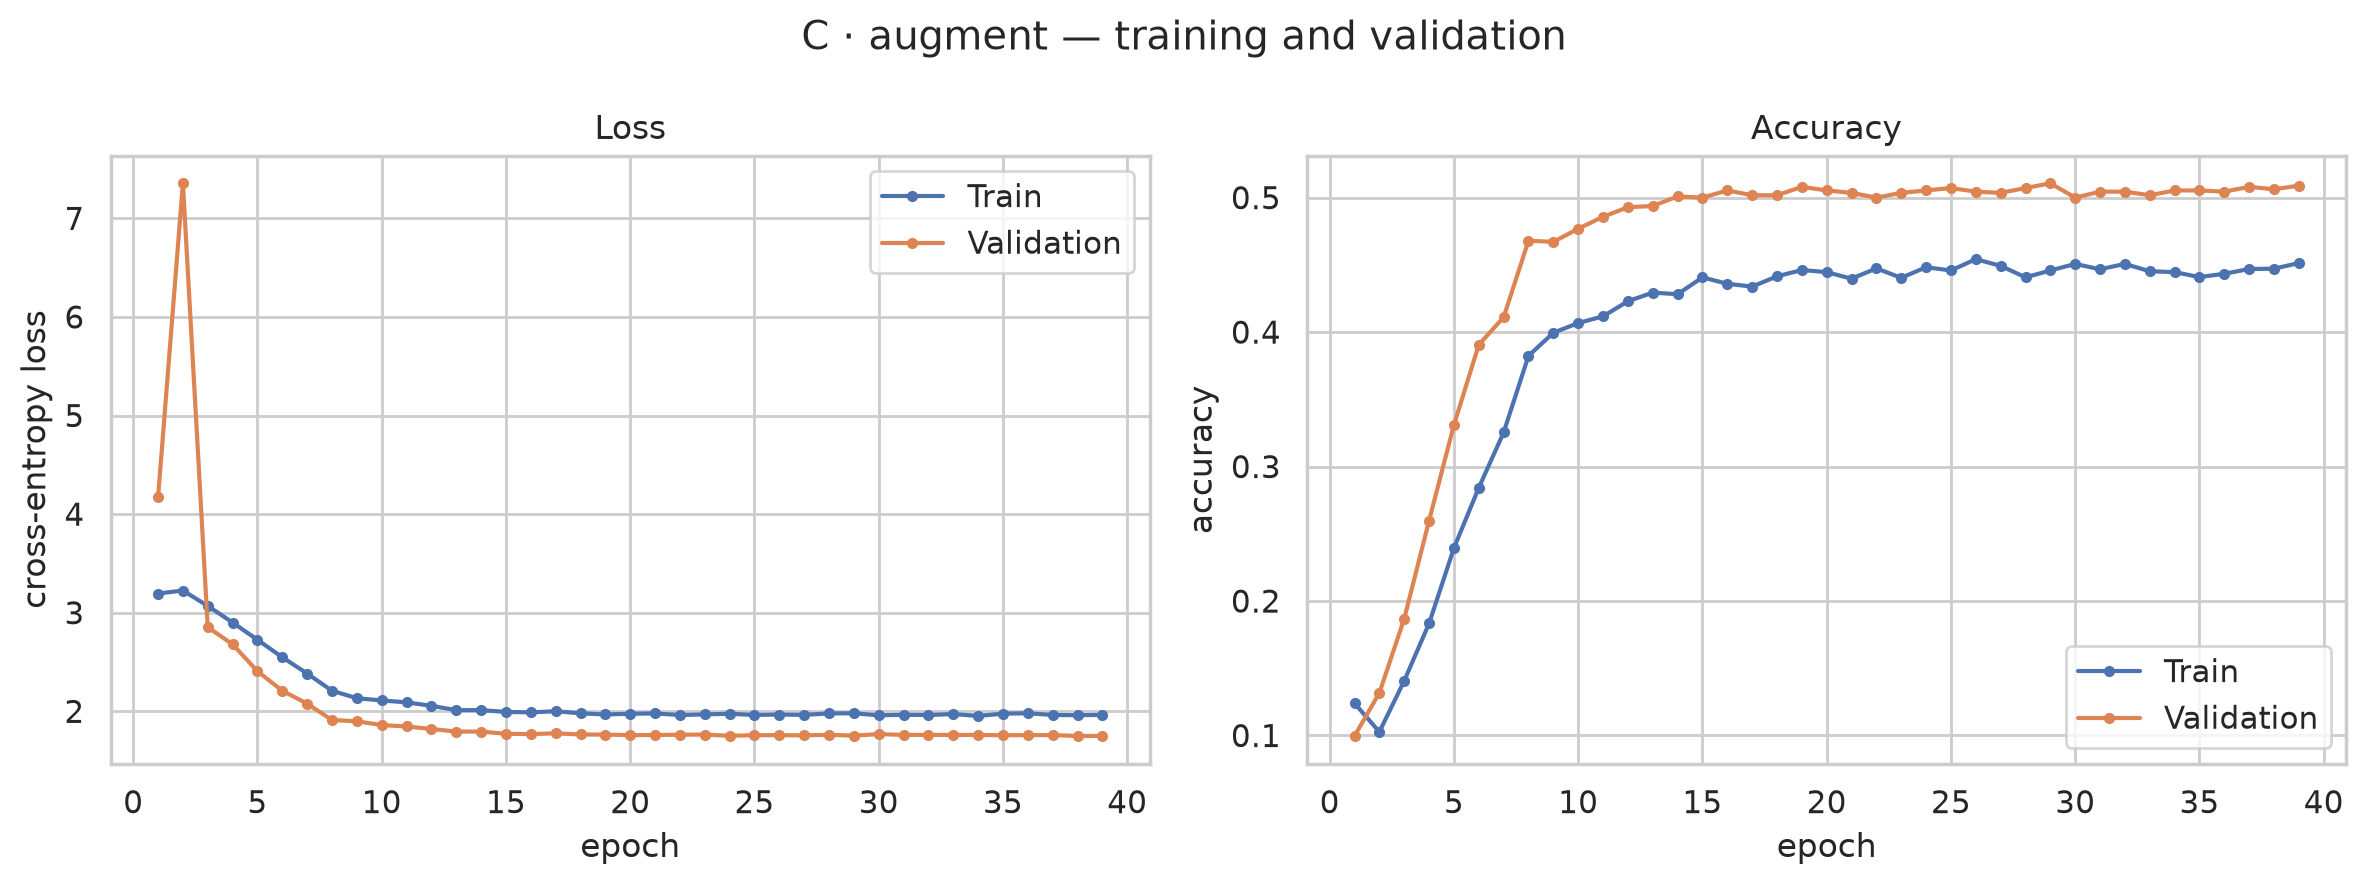 C · augment — training and validation
Loss
Train
Validation
7
6
5
4
3
2
cross-entropy loss
0 5 10 15 20 25 30 35 40
epoch
Accuracy
0.5
0.4
0.3
0.2
0.1
accuracy
Train
Validation
0 5 10 15 20 25 30 35 40
epoch